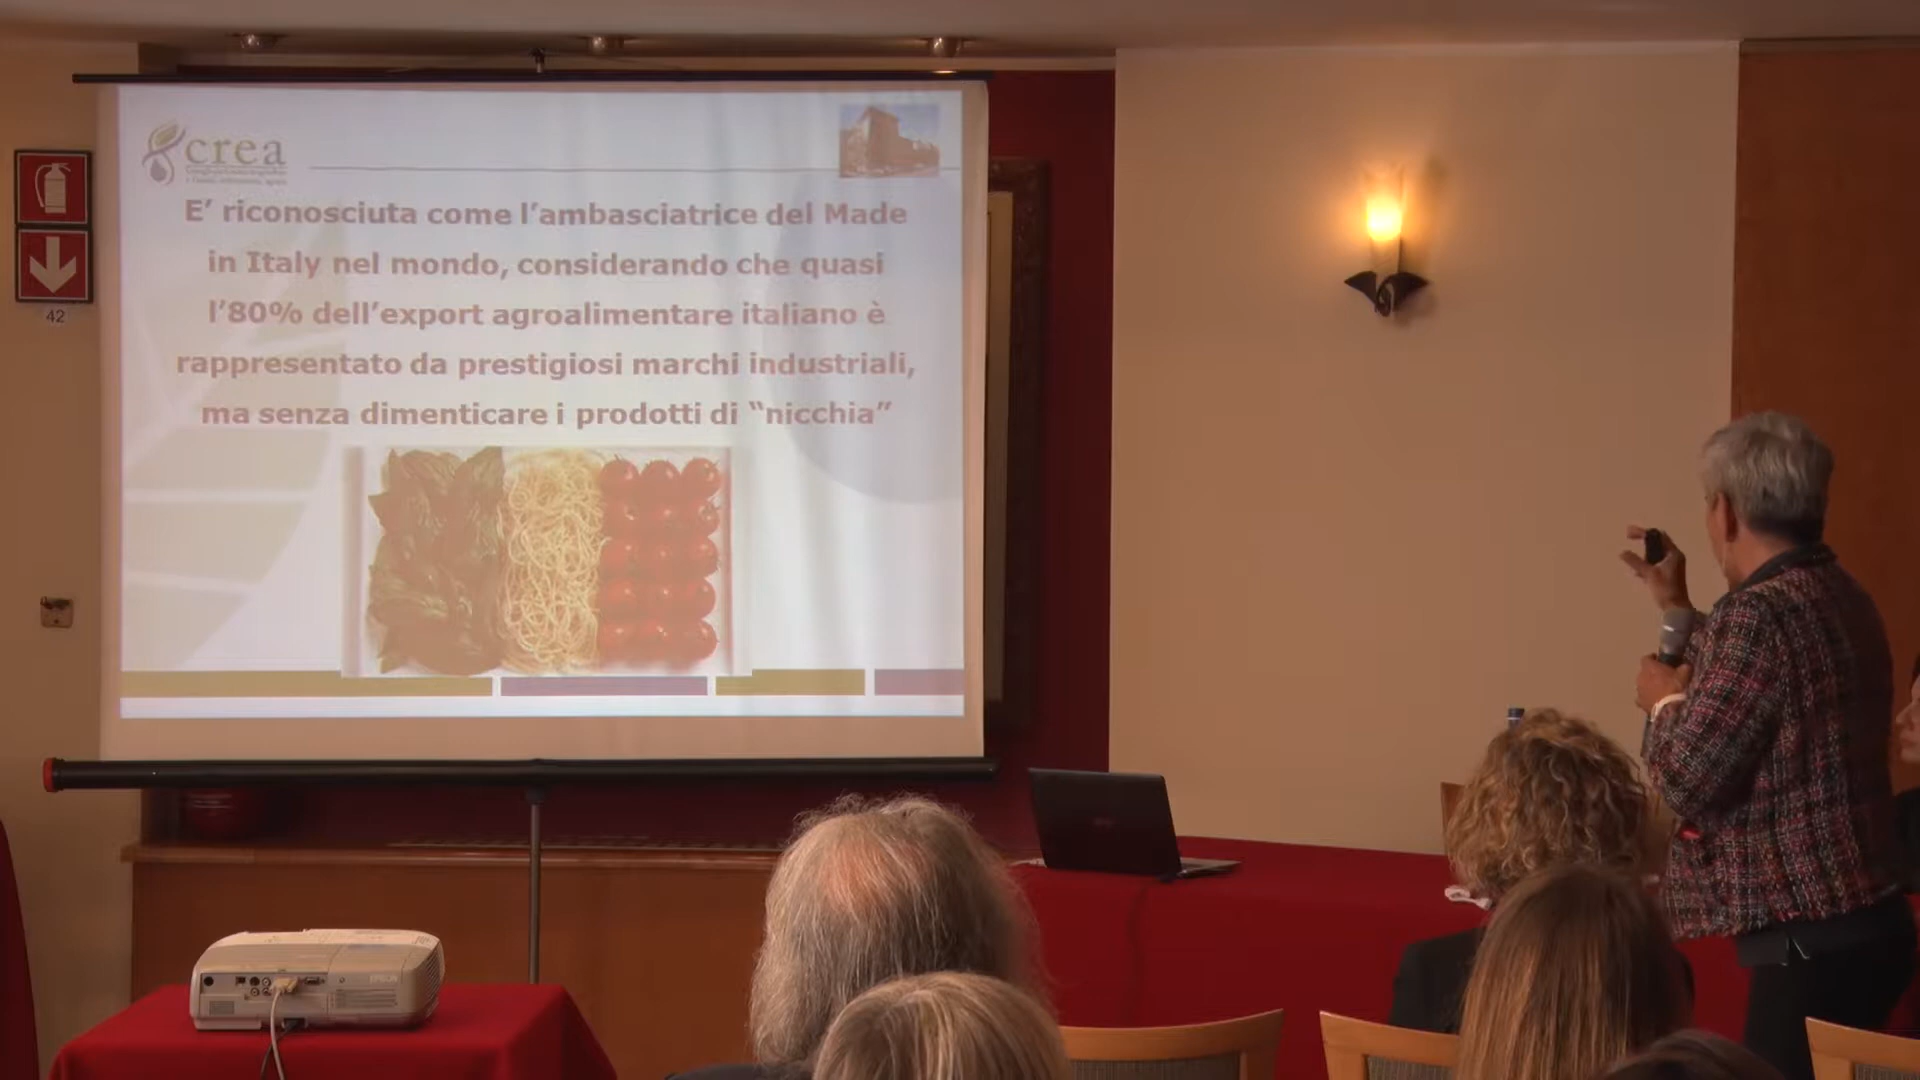 crea
E’ riconosciuta come l’ambasciatrice del Made
in Italy nel mondo, considerando che quasi
l’80% dell’export agroalimentare italiano è
rappresentato da prestigiosi marchi industriali,
ma senza dimenticare i prodotti di “nicchia”
42
EPSON